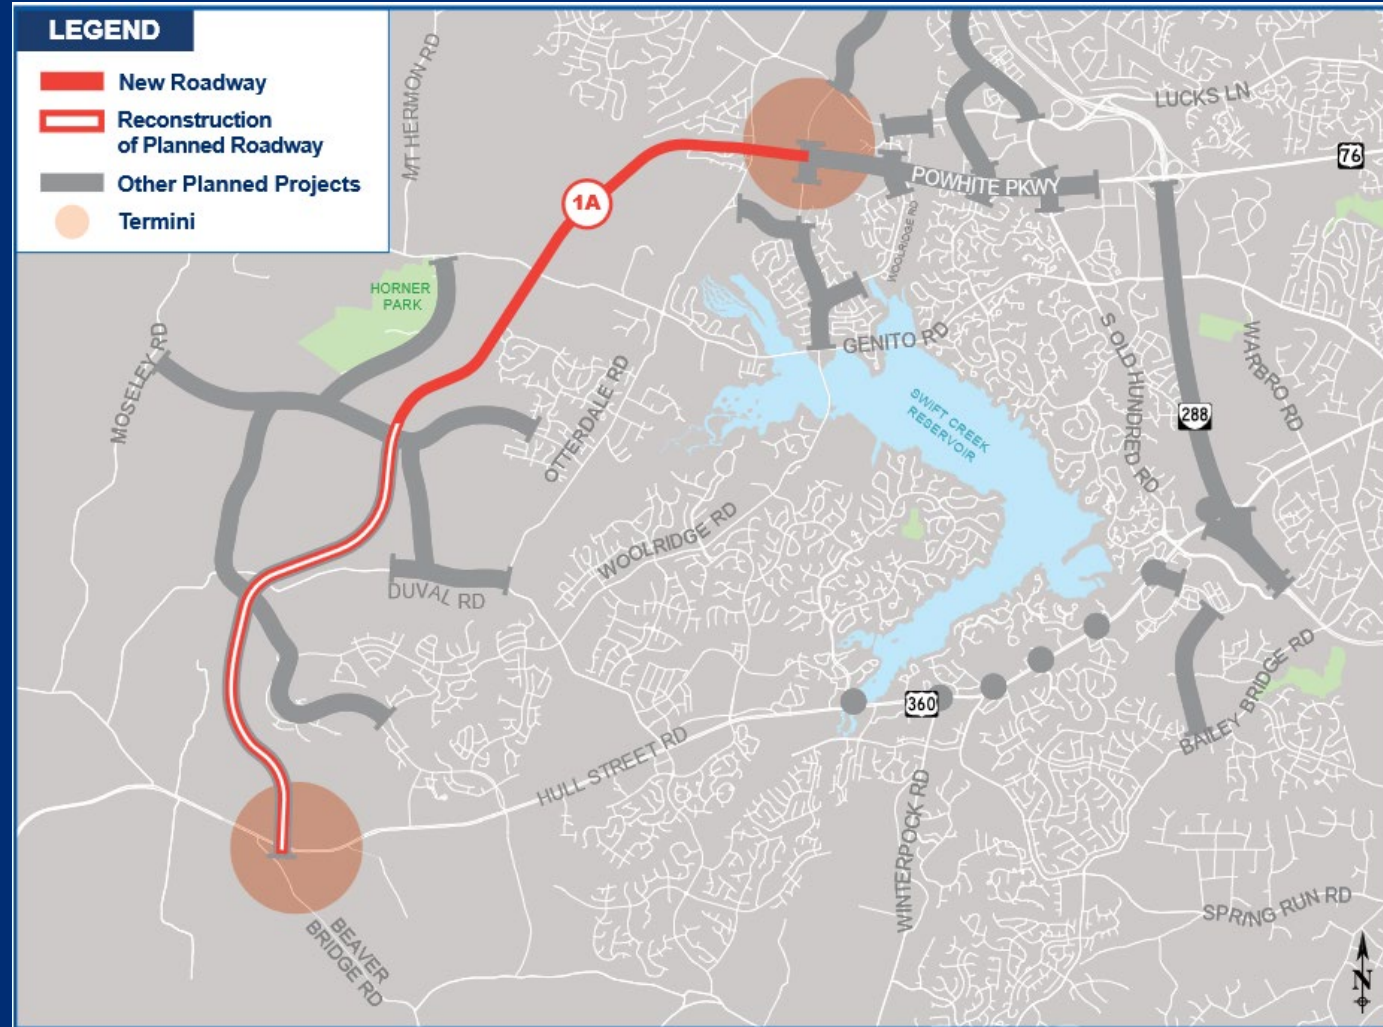 LEGEND
New Roadway
Reconstruction
of Planned Roadway
Other Planned Projects
Termini
MT HERMON RD
LUCKS LN
76
1A
POWHITE PKWY
WOOLRIDGE RD
HORNER
PARK
MOSELEY RD
OTTERDALE RD
GENITO RD
S OLD HUNDRED RD
WARBRO RD
288
SWIFT CREEK
RESERVOIR
WOOLRIDGE RD
DUVAL RD
360
HULL STREET RD
BAILEY BRIDGE RD
WINTERPOCK RD
SPRING RUN RD
BEAVER
BRIDGE RD
N